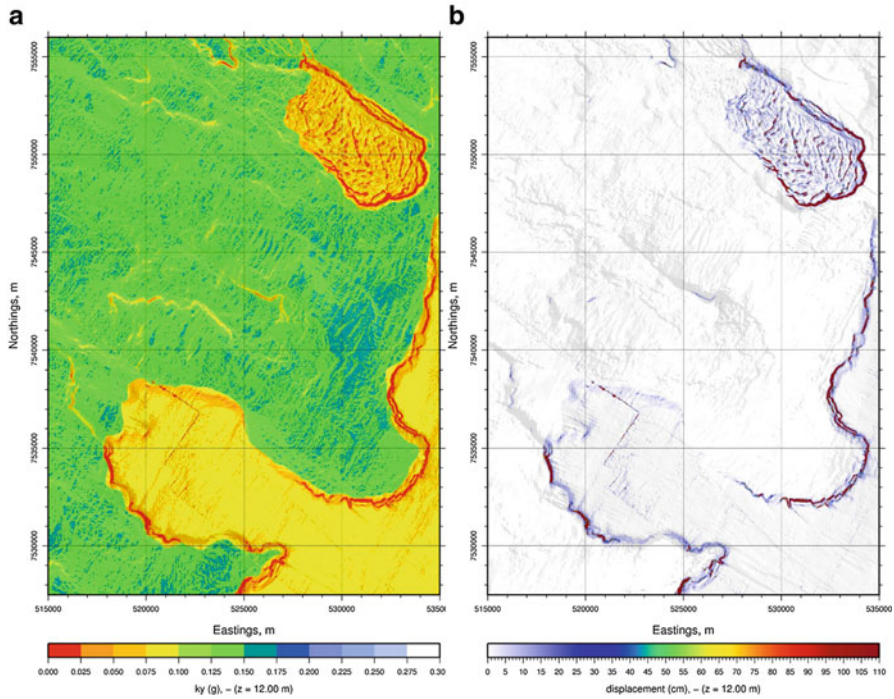 a
b
7555000
7550000
7545000
7540000
7535000
7530000
Northings, m
515000
520000
525000
530000
53500
Eastings, m
0.000 0.025 0.050 0.075 0.100 0.125 0.150 0.175 0.200 0.225 0.250 0.275 0.30
ky (g), – (z = 12.00 m)
7555000
7550000
7545000
7540000
7535000
7530000
Northings, m
515000
520000
525000
530000
535000
Eastings, m
0 5 10 15 20 25 30 35 40 45 50 55 60 65 70 75 80 85 90 95 100 105 110
displacement (cm), – (z = 12.00 m)